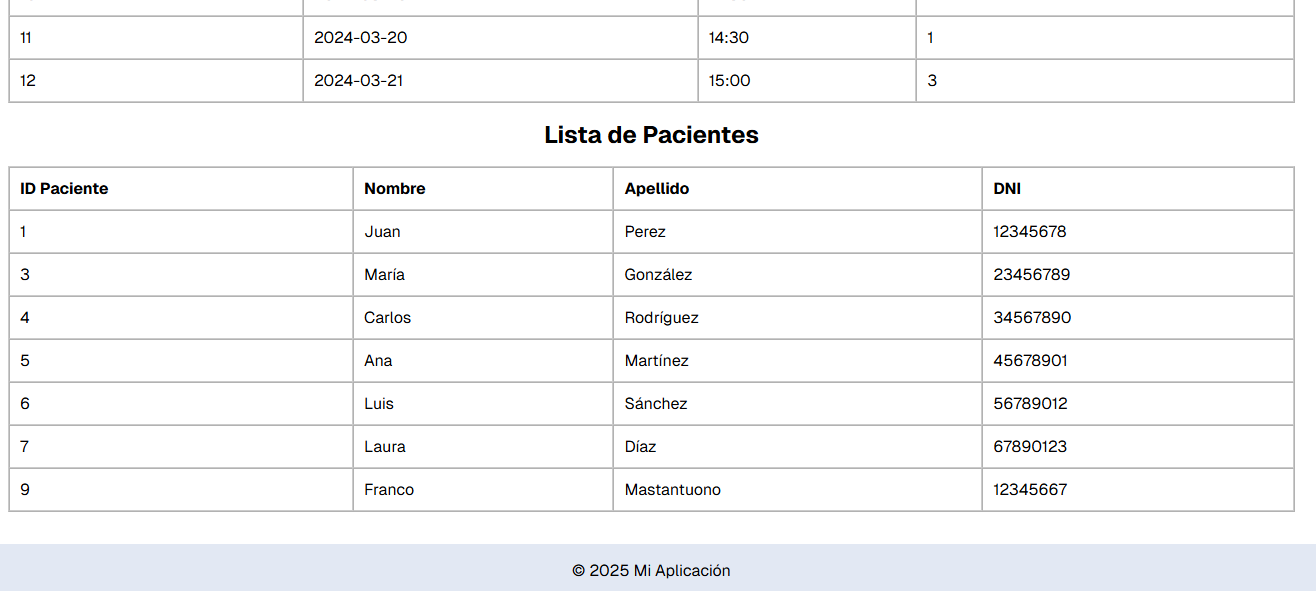 11 2024-03-20 14:30 1
12 2024-03-21 15:00 3
Lista de Pacientes
ID Paciente Nombre Apellido DNI
1 Juan Perez 12345678
3 María González 23456789
4 Carlos Rodríguez 34567890
5 Ana Martínez 45678901
6 Luis Sánchez 56789012
7 Laura Díaz 67890123
9 Franco Mastantuono 12345667
© 2025 Mi Aplicación